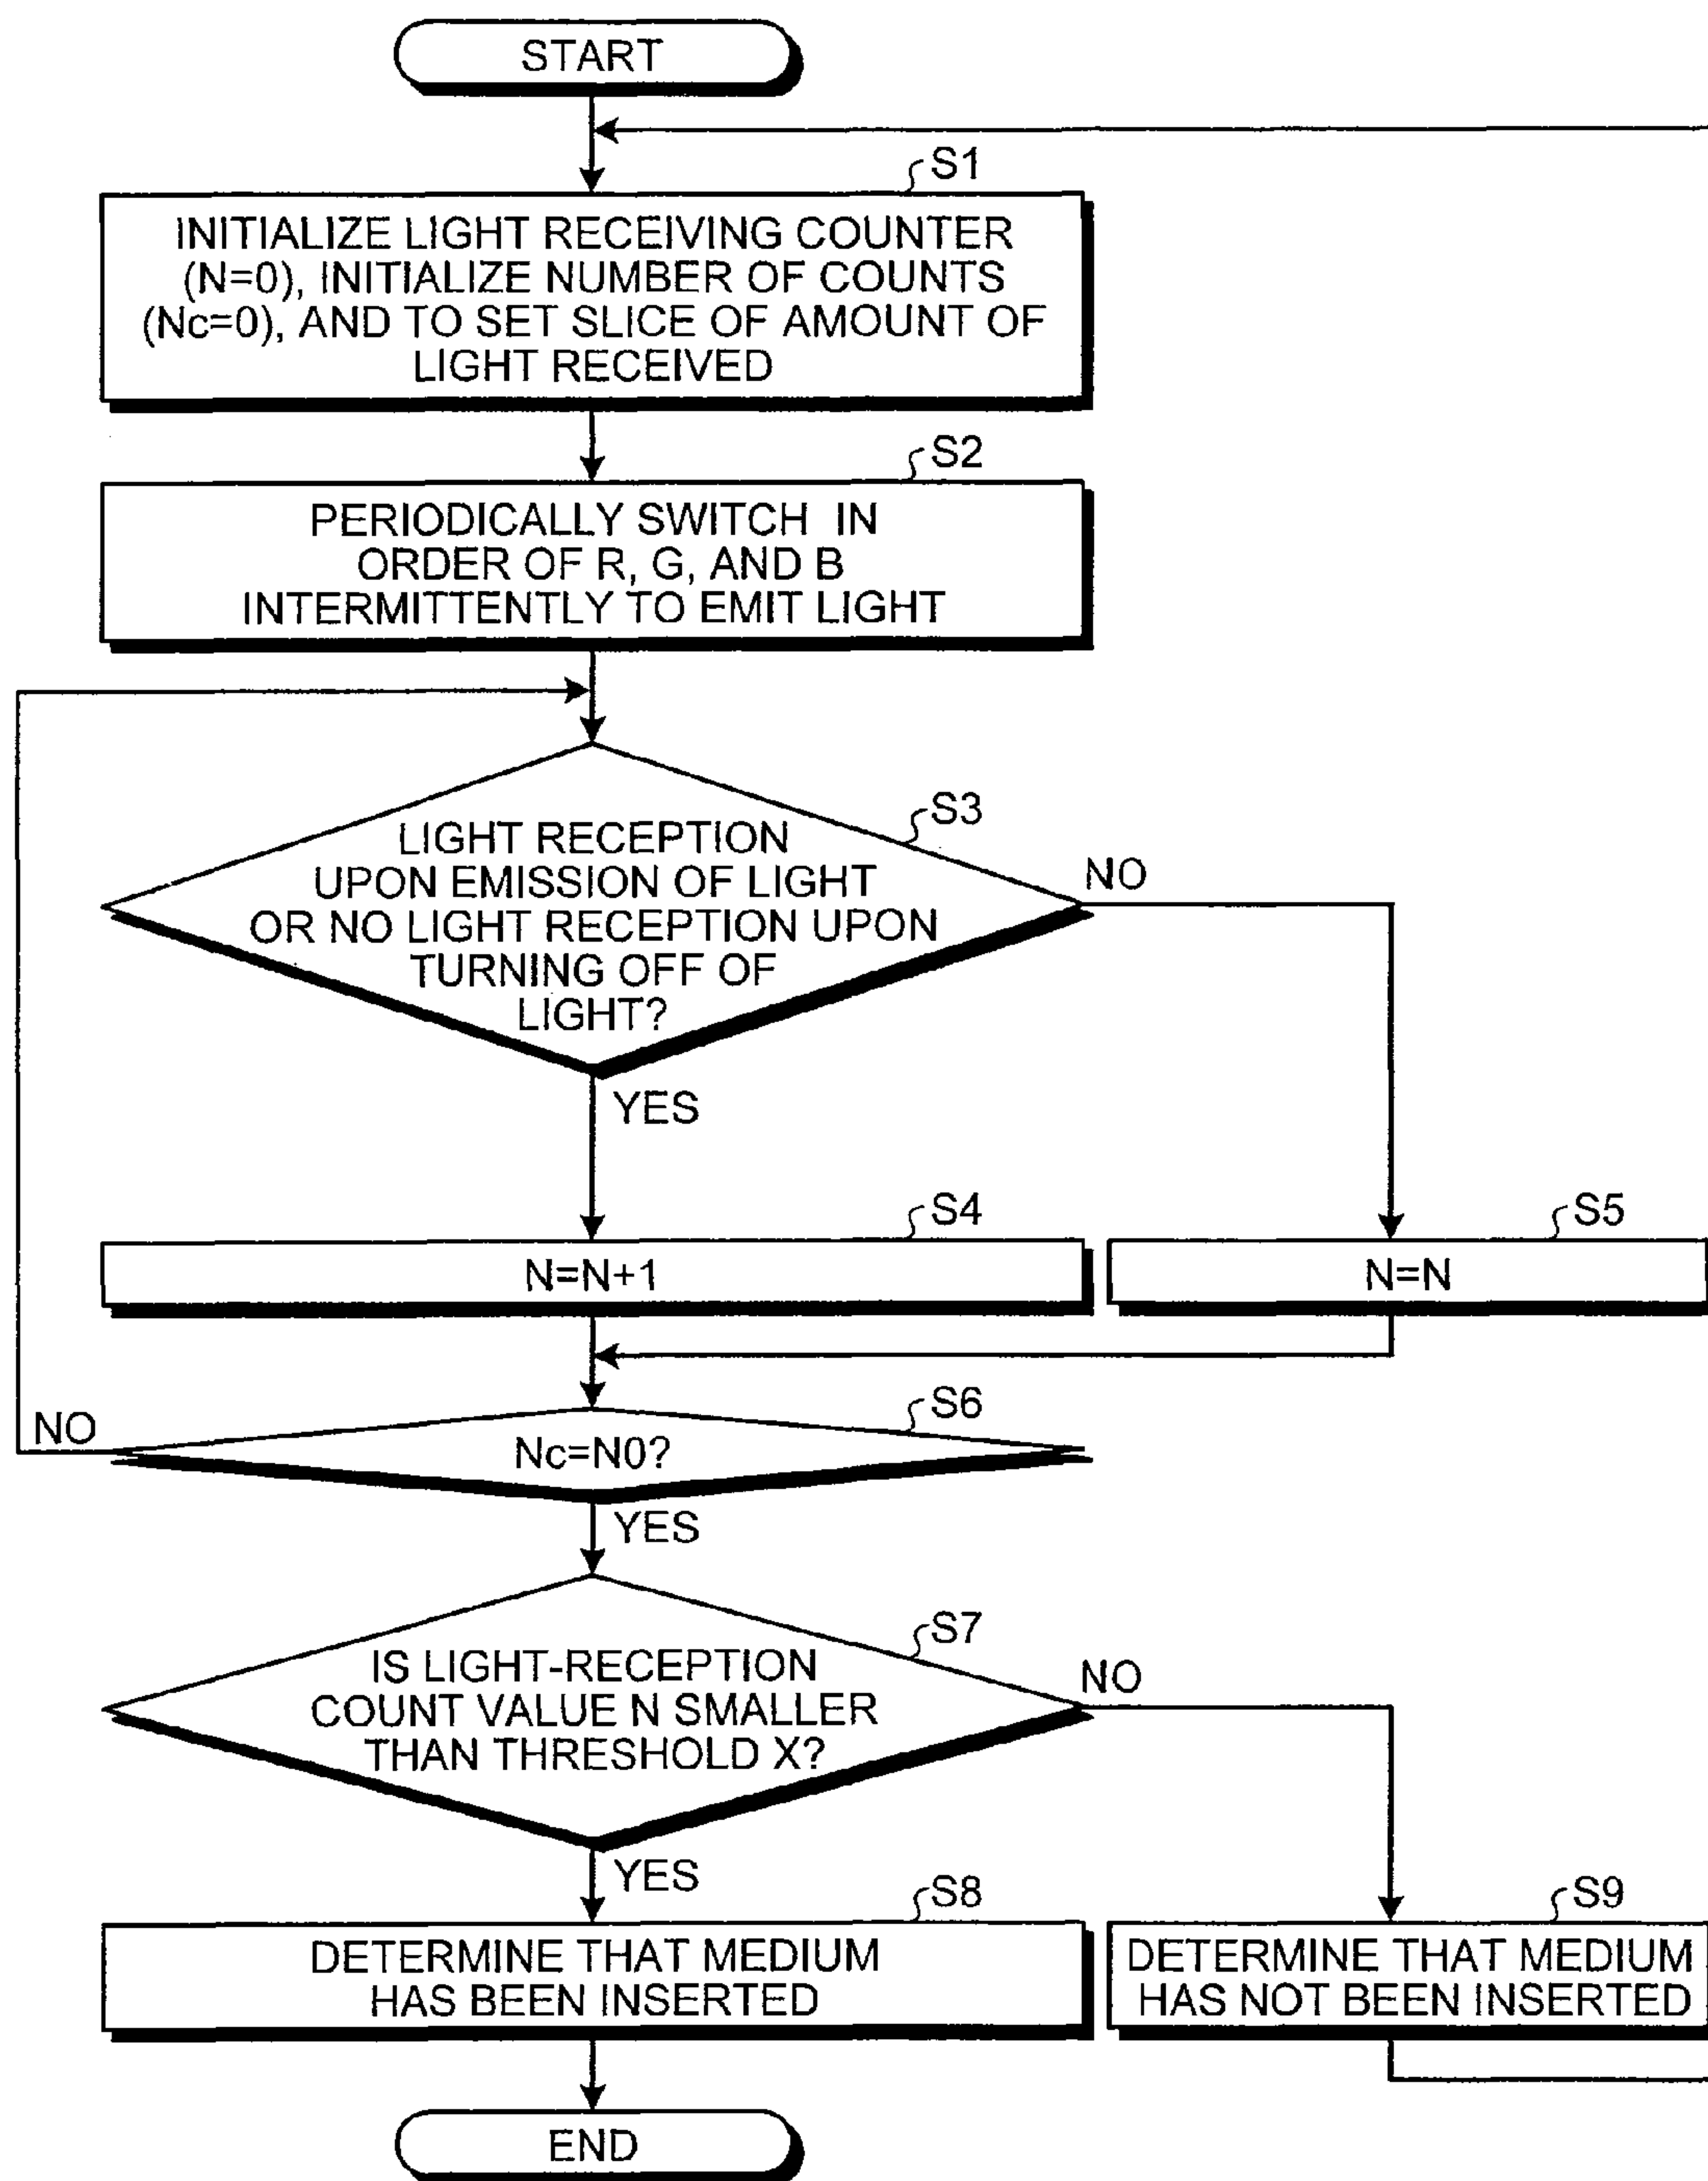 START
S1
INITIALIZE LIGHT RECEIVING COUNTER
(N=0), INITIALIZE NUMBER OF COUNTS
(Nc=0), AND TO SET SLICE OF AMOUNT OF
LIGHT RECEIVED
S2
PERIODICALLY SWITCH IN
ORDER OF R, G, AND B
INTERMITTENTLY TO EMIT LIGHT
S3
LIGHT RECEPTION
UPON EMISSION OF LIGHT
OR NO LIGHT RECEPTION UPON
TURNING OFF OF
LIGHT?
NO
YES
S4
N=N+1
S5
N=N
S6
Nc=N0?
NO
YES
S7
IS LIGHT-RECEPTION
COUNT VALUE N SMALLER
THAN THRESHOLD X?
NO
YES
S8
DETERMINE THAT MEDIUM
HAS BEEN INSERTED
S9
DETERMINE THAT MEDIUM
HAS NOT BEEN INSERTED
END